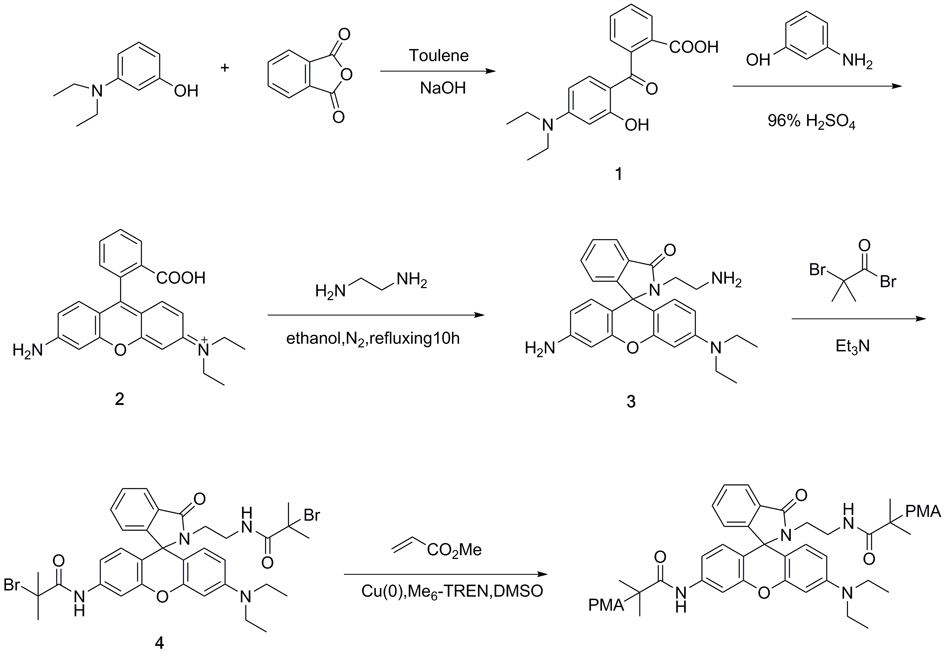 N
OH
+
O
O
O
Toulene
NaOH
COOH
O
N
OH
1
HO
NH2
96% H2SO4
COOH
H2N
O
N+
2
H2N
NH2
ethanol,N2,refluxing10h
O
N
NH2
H2N
O
N
3
O
Br
Br
Et3N
O
H
N
Br
N
O
O
Br
N
H
O
N
4
CO2Me
Cu(0),Me6-TREN,DMSO
O
H
N
PMA
N
O
O
PMA
N
H
O
N